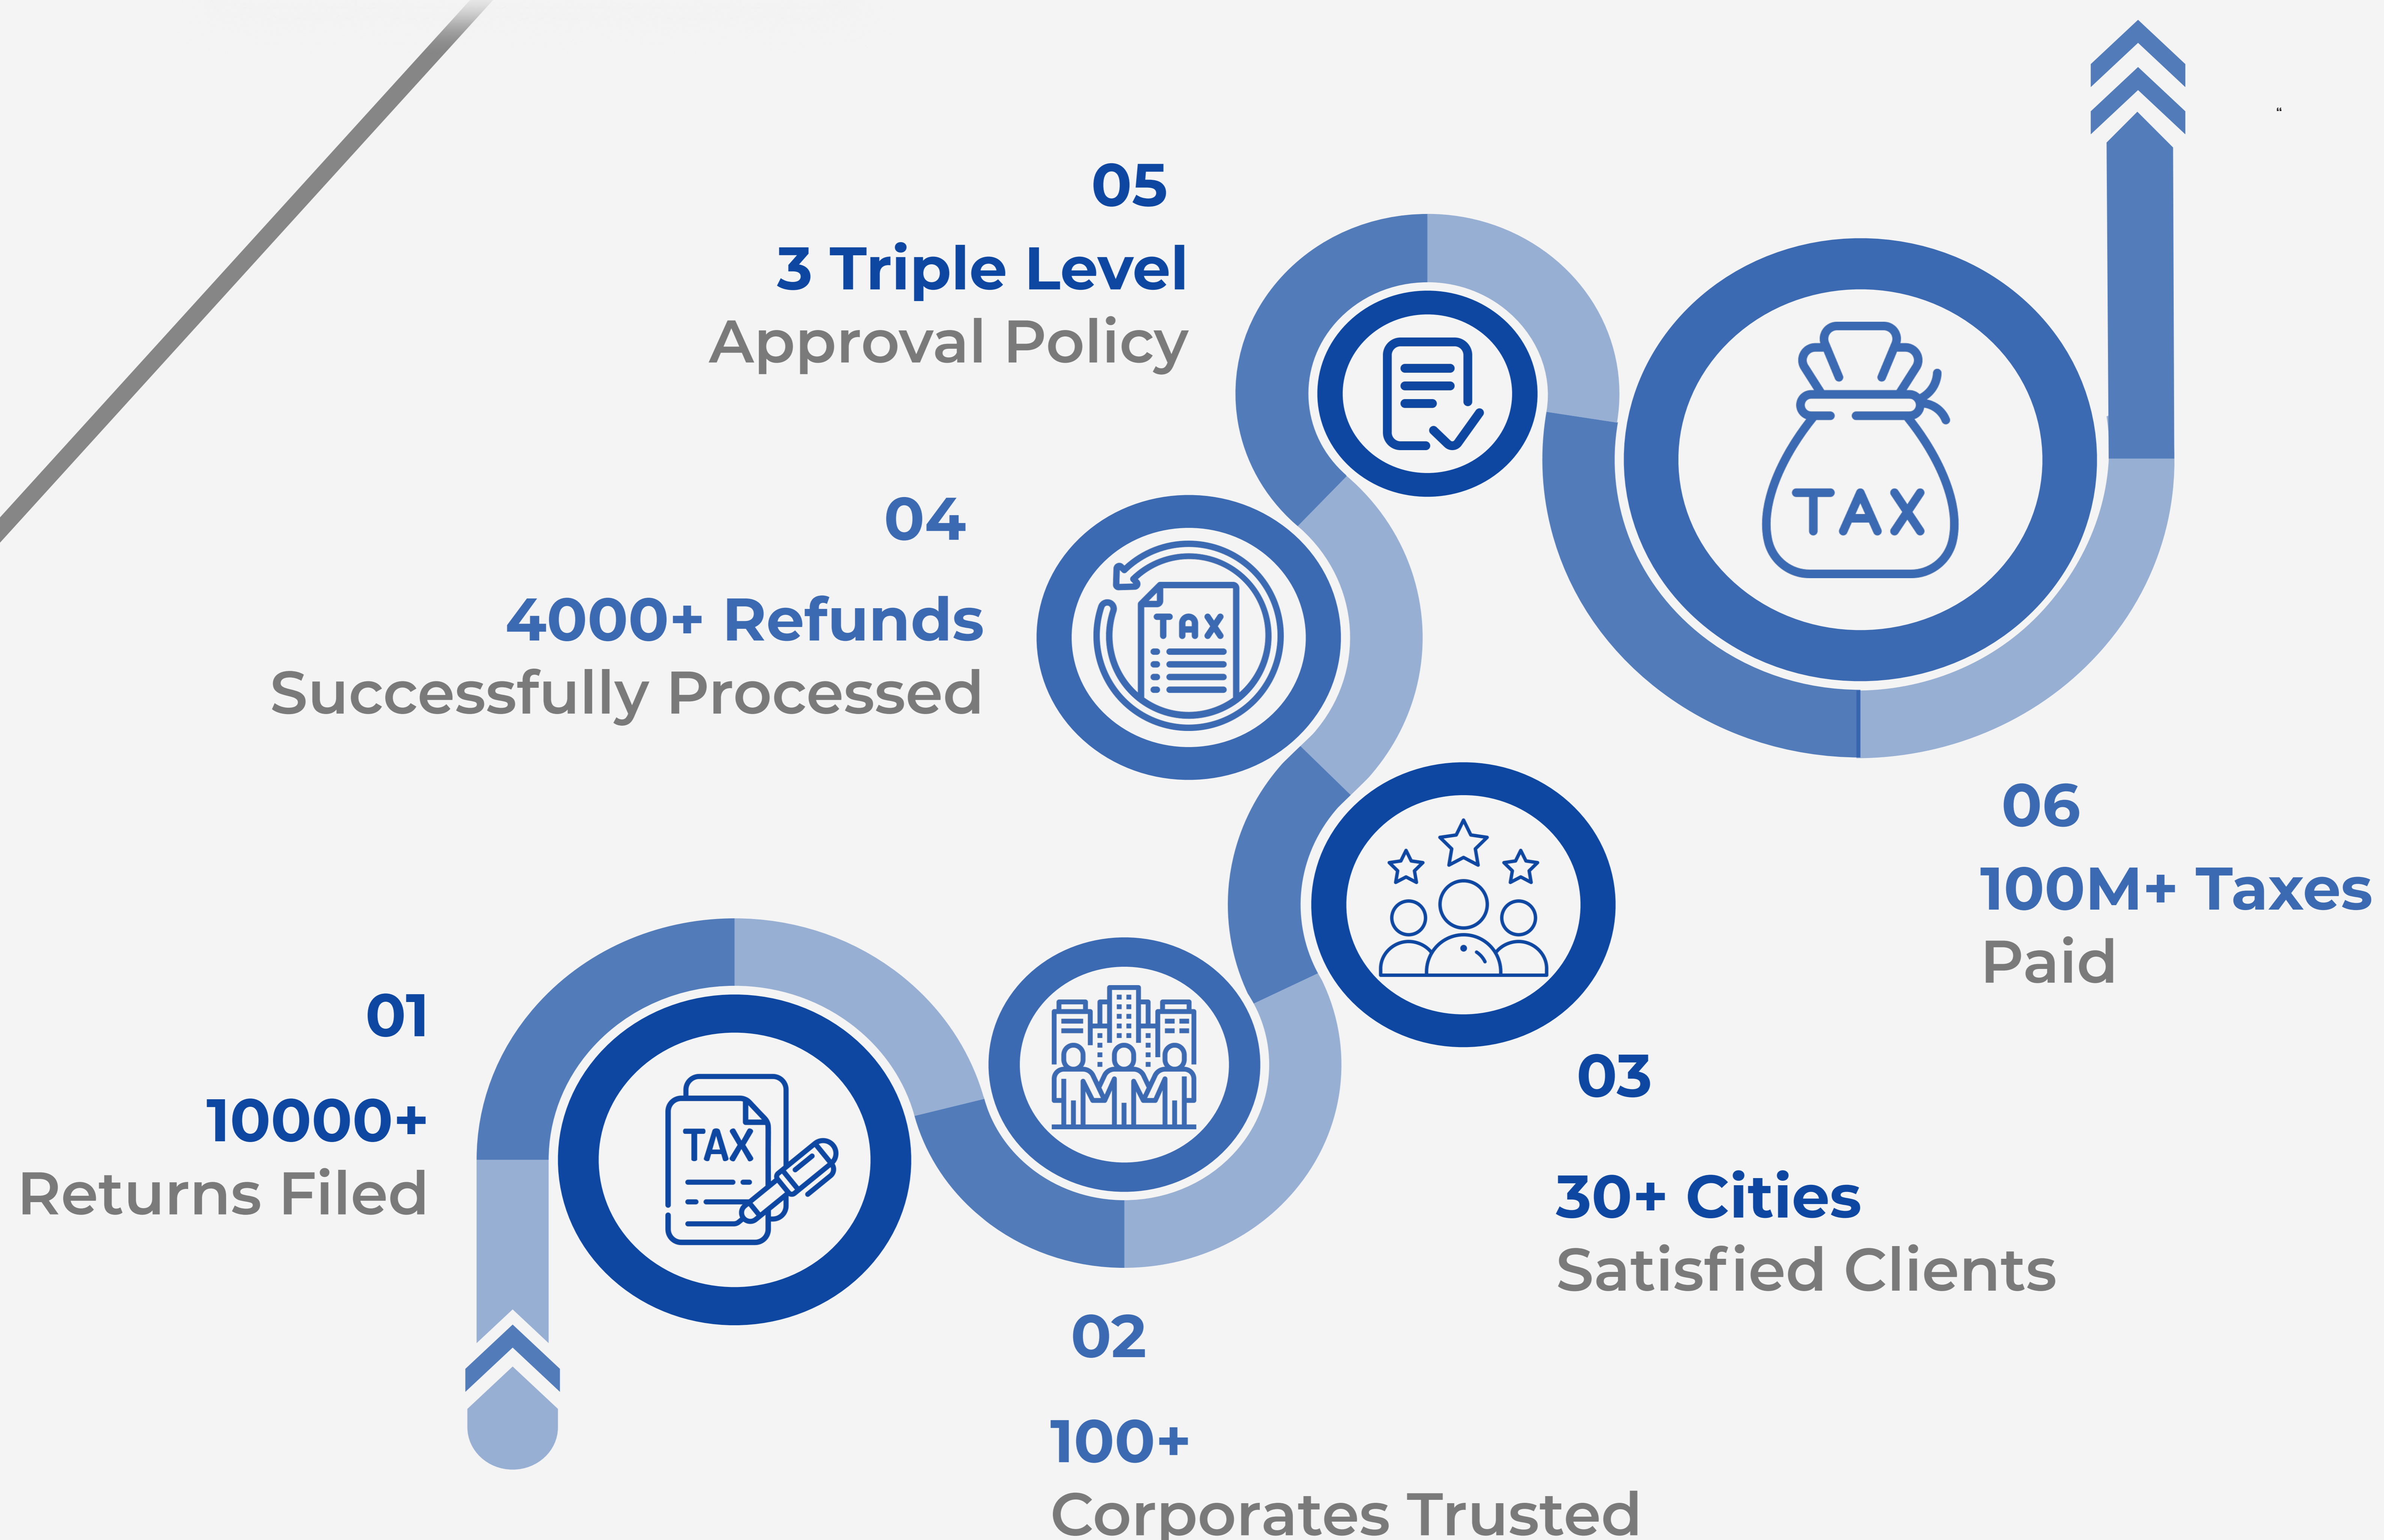 “
05
3 Triple Level
Approval Policy
TAX
04
4000+ Refunds
Successfully Processed
TAX
06
100M+ Taxes
Paid
01
10000+
Returns Filed
TAX
03
30+ Cities
Satisfied Clients
02
100+
Corporates Trusted